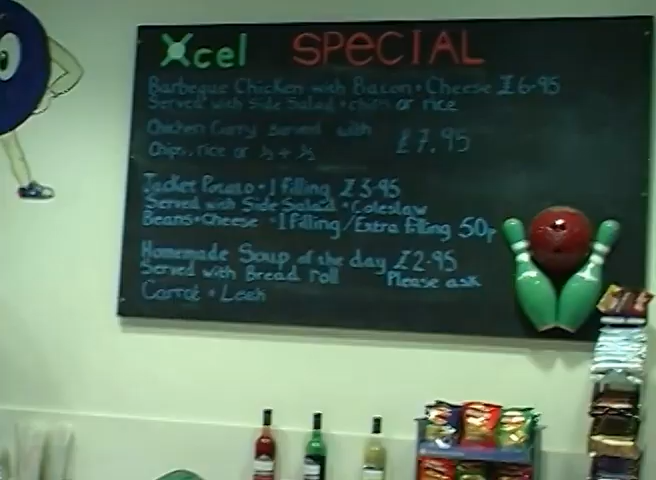 Xcel SPECIAL
Barbeque Chicken with Bacon + Cheese £6.95
Served with Side Salad + chips or rice
Chicken Curry served with £7.95
Chips, rice or ½ + ½
Jacket Potato + 1 filling £3.95
Served with Side Salad + Coleslaw
Beans + Cheese = 1 filling / Extra filling 50p
Homemade Soup of the day £2.95
Served with Bread roll Please ask
Carrot + Leek